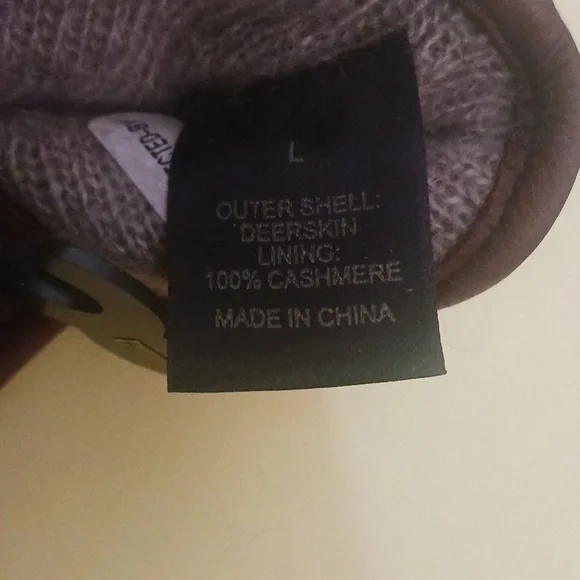 L
OUTER SHELL:
DEERSKIN
LINING:
100% CASHMERE
MADE IN CHINA